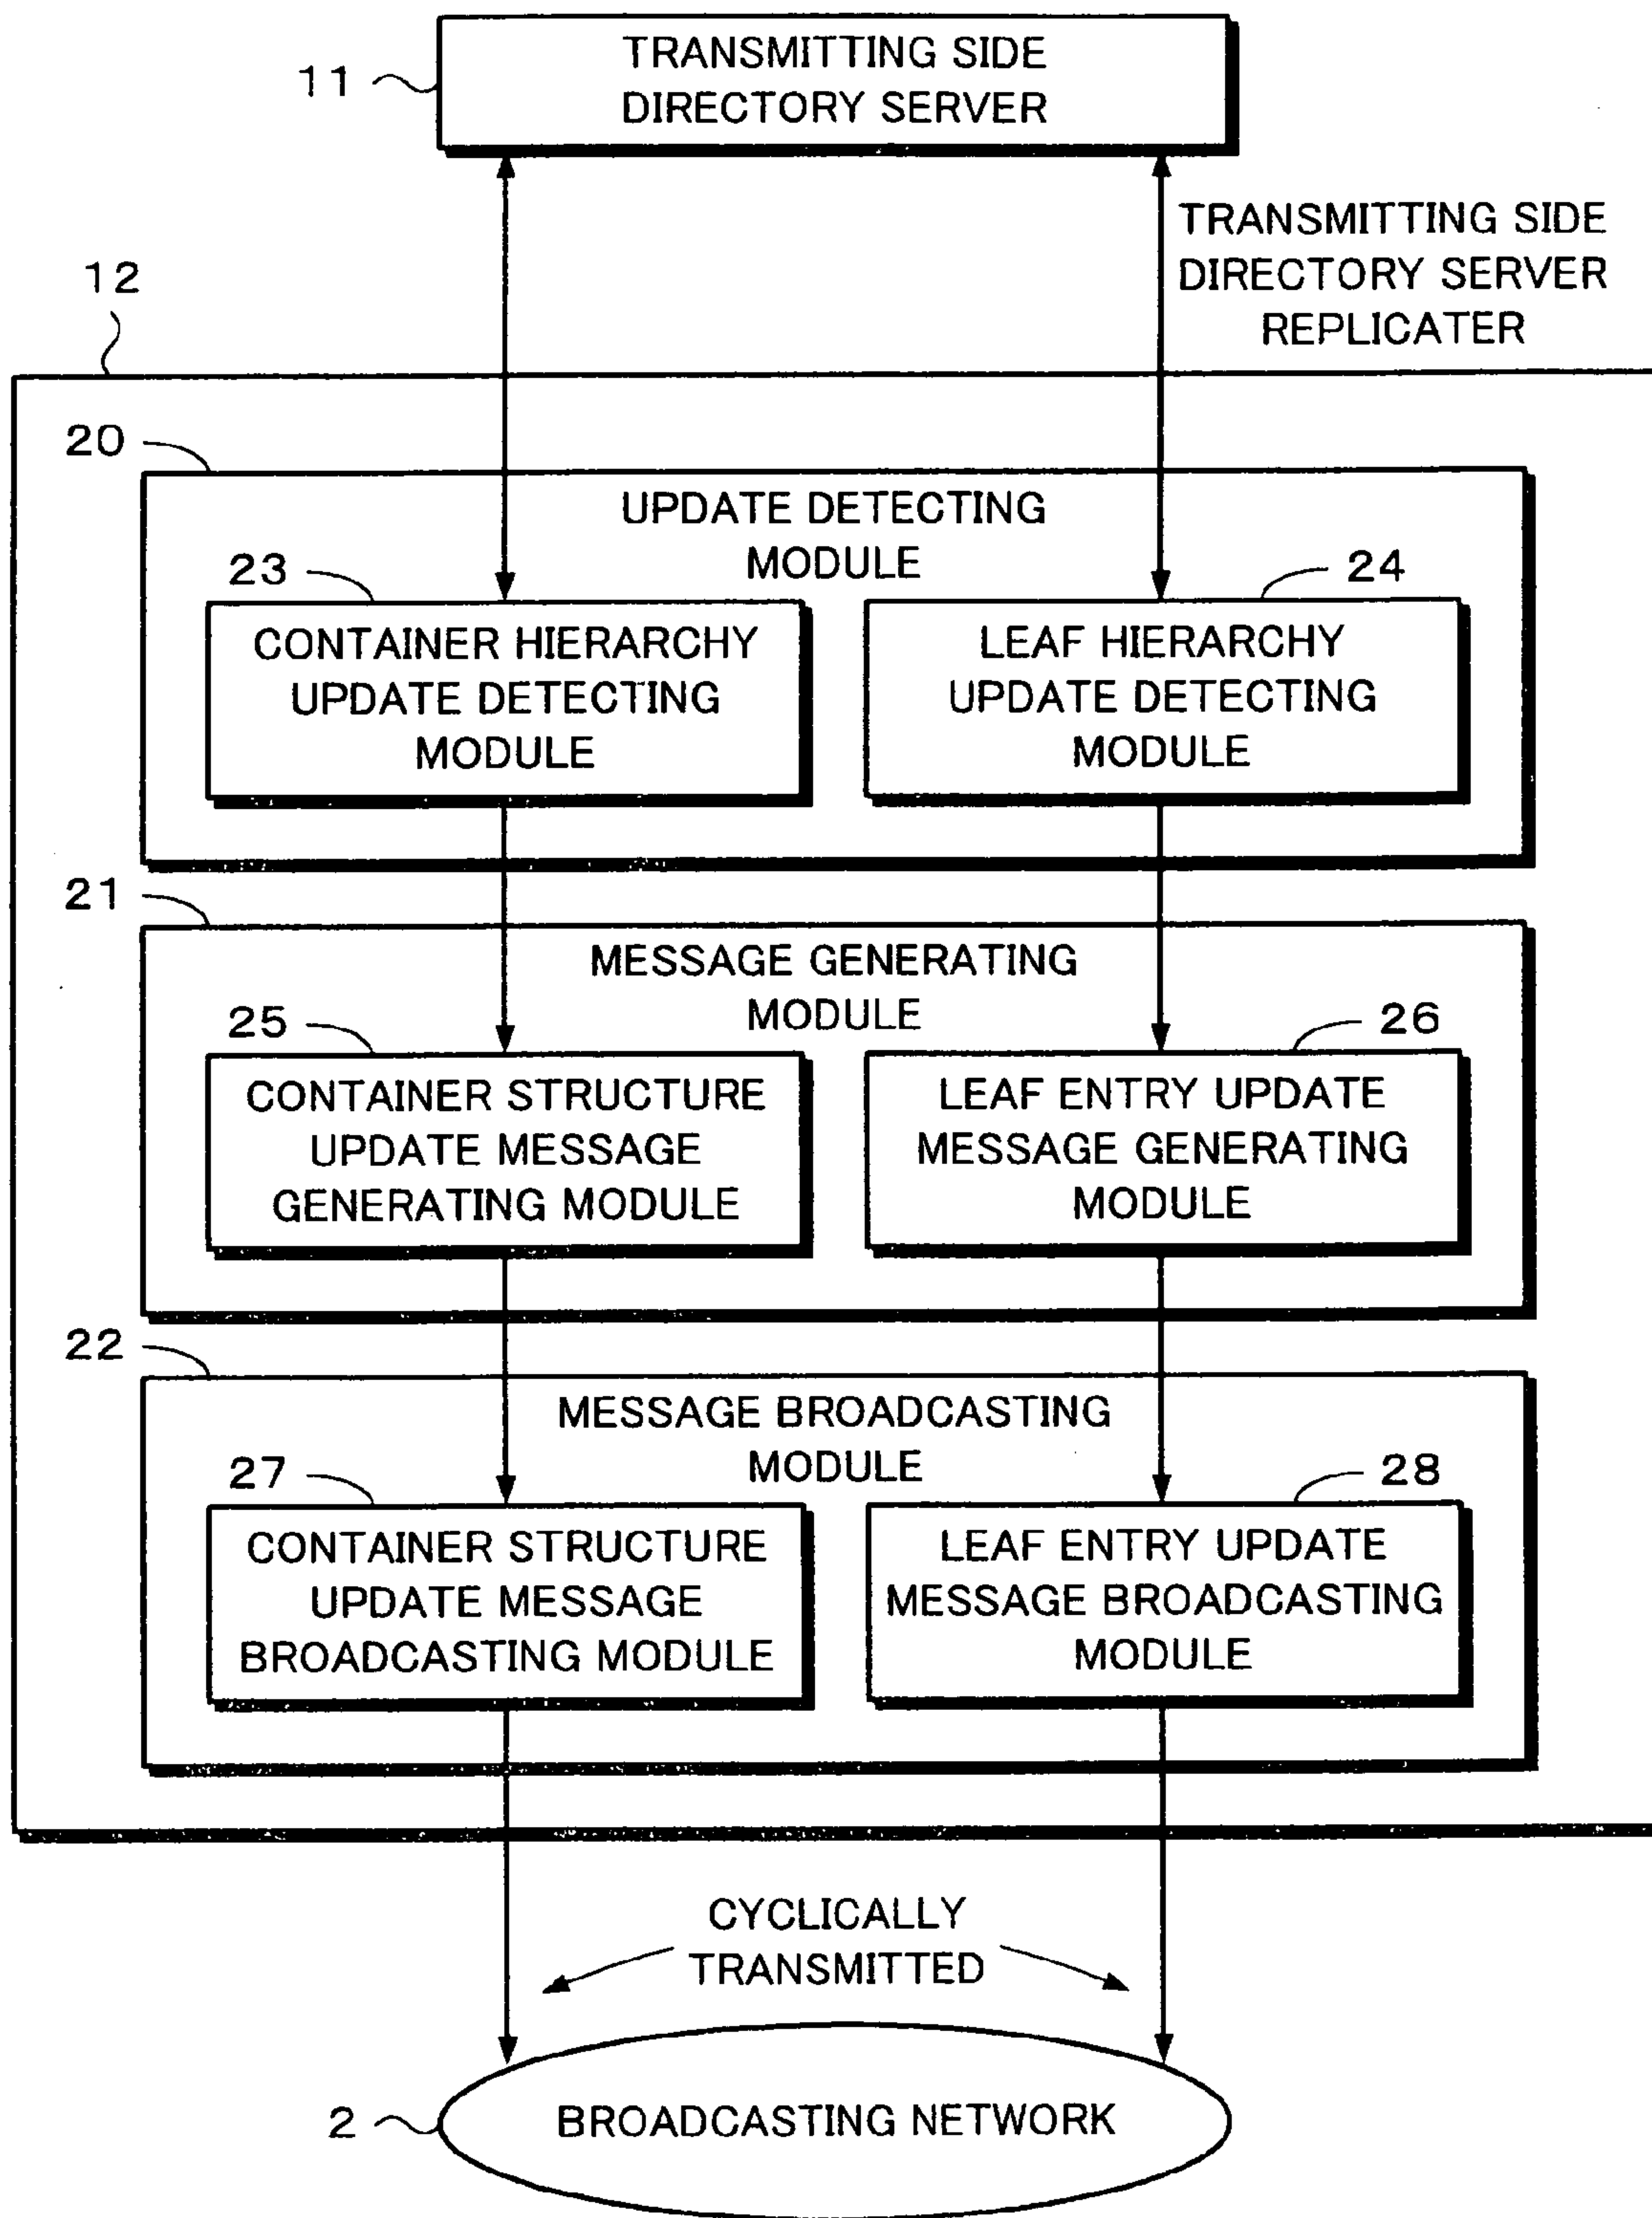 TRANSMITTING SIDE
DIRECTORY SERVER
11
TRANSMITTING SIDE
DIRECTORY SERVER
REPLICATER
12
20
UPDATE DETECTING
MODULE
23
24
CONTAINER HIERARCHY
UPDATE DETECTING
MODULE
LEAF HIERARCHY
UPDATE DETECTING
MODULE
21
MESSAGE GENERATING
MODULE
25
26
CONTAINER STRUCTURE
UPDATE MESSAGE
GENERATING MODULE
LEAF ENTRY UPDATE
MESSAGE GENERATING
MODULE
22
MESSAGE BROADCASTING
MODULE
27
28
CONTAINER STRUCTURE
UPDATE MESSAGE
BROADCASTING MODULE
LEAF ENTRY UPDATE
MESSAGE BROADCASTING
MODULE
CYCLICALLY
TRANSMITTED
2
BROADCASTING NETWORK